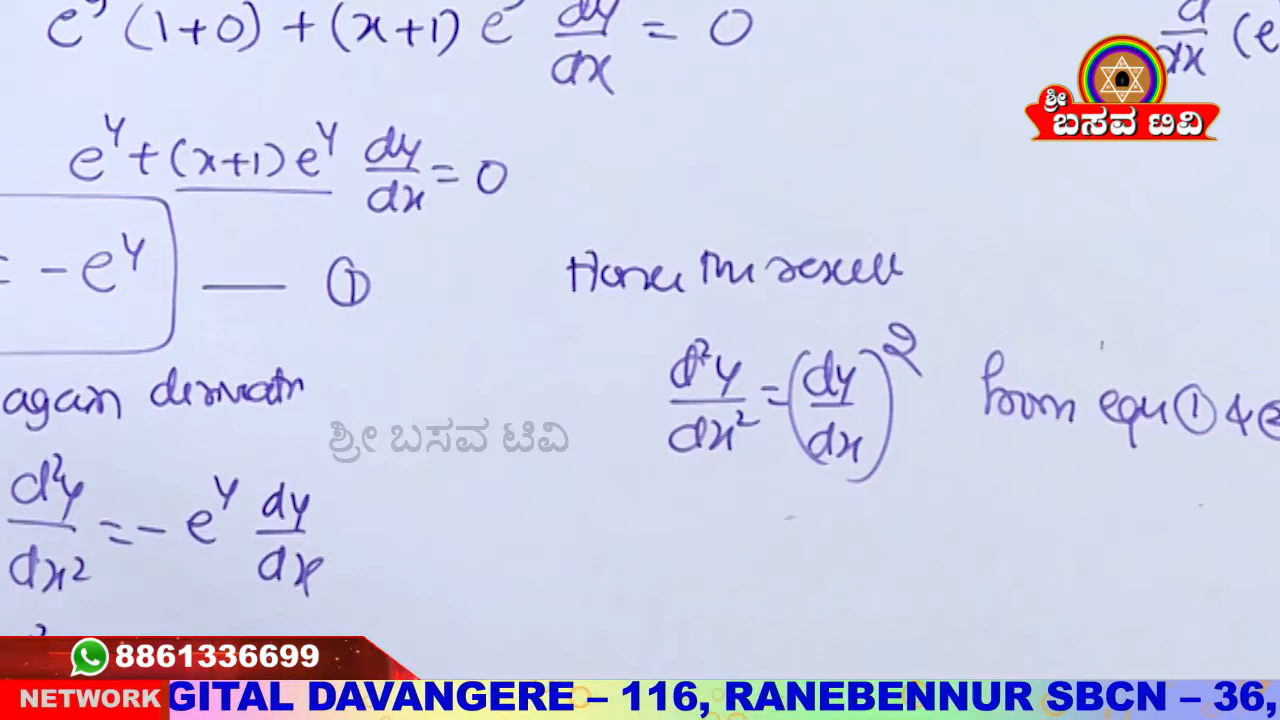 e^y (1+0) + (x+1) e^y dy/dx = 0
d/dx (e
e^y + (x+1) e^y dy/dx = 0
= - e^y — ①
Hence the result
again derivativ
d²y/dx² = (dy/dx)² from equ ① &
d²y/dx² = - e^y dy/dx
ಶ್ರೀ
ಬಸವ ಟಿವಿ
ಶ್ರೀ ಬಸವ ಟಿವಿ
8861336699
NETWORK GITAL DAVANGERE – 116, RANEBENNUR SBCN – 36,